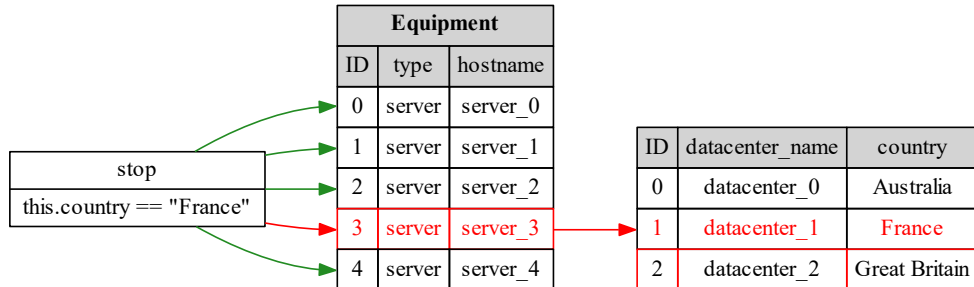 stop
this.country == "France"
Equipment
ID type hostname
0 server server_0
1 server server_1
2 server server_2
3 server server_3
4 server server_4
ID datacenter_name country
0 datacenter_0 Australia
1 datacenter_1 France
2 datacenter_2 Great Britain